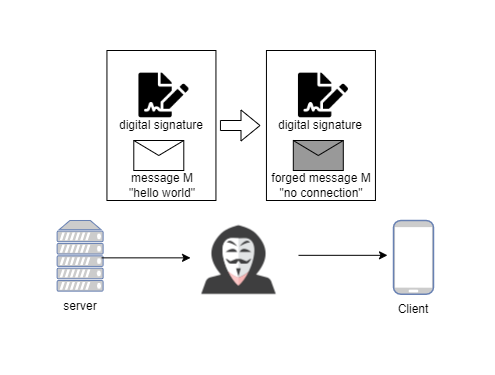 digital signature
message M
"hello world"
digital signature
forged message M
"no connection"
server
Client